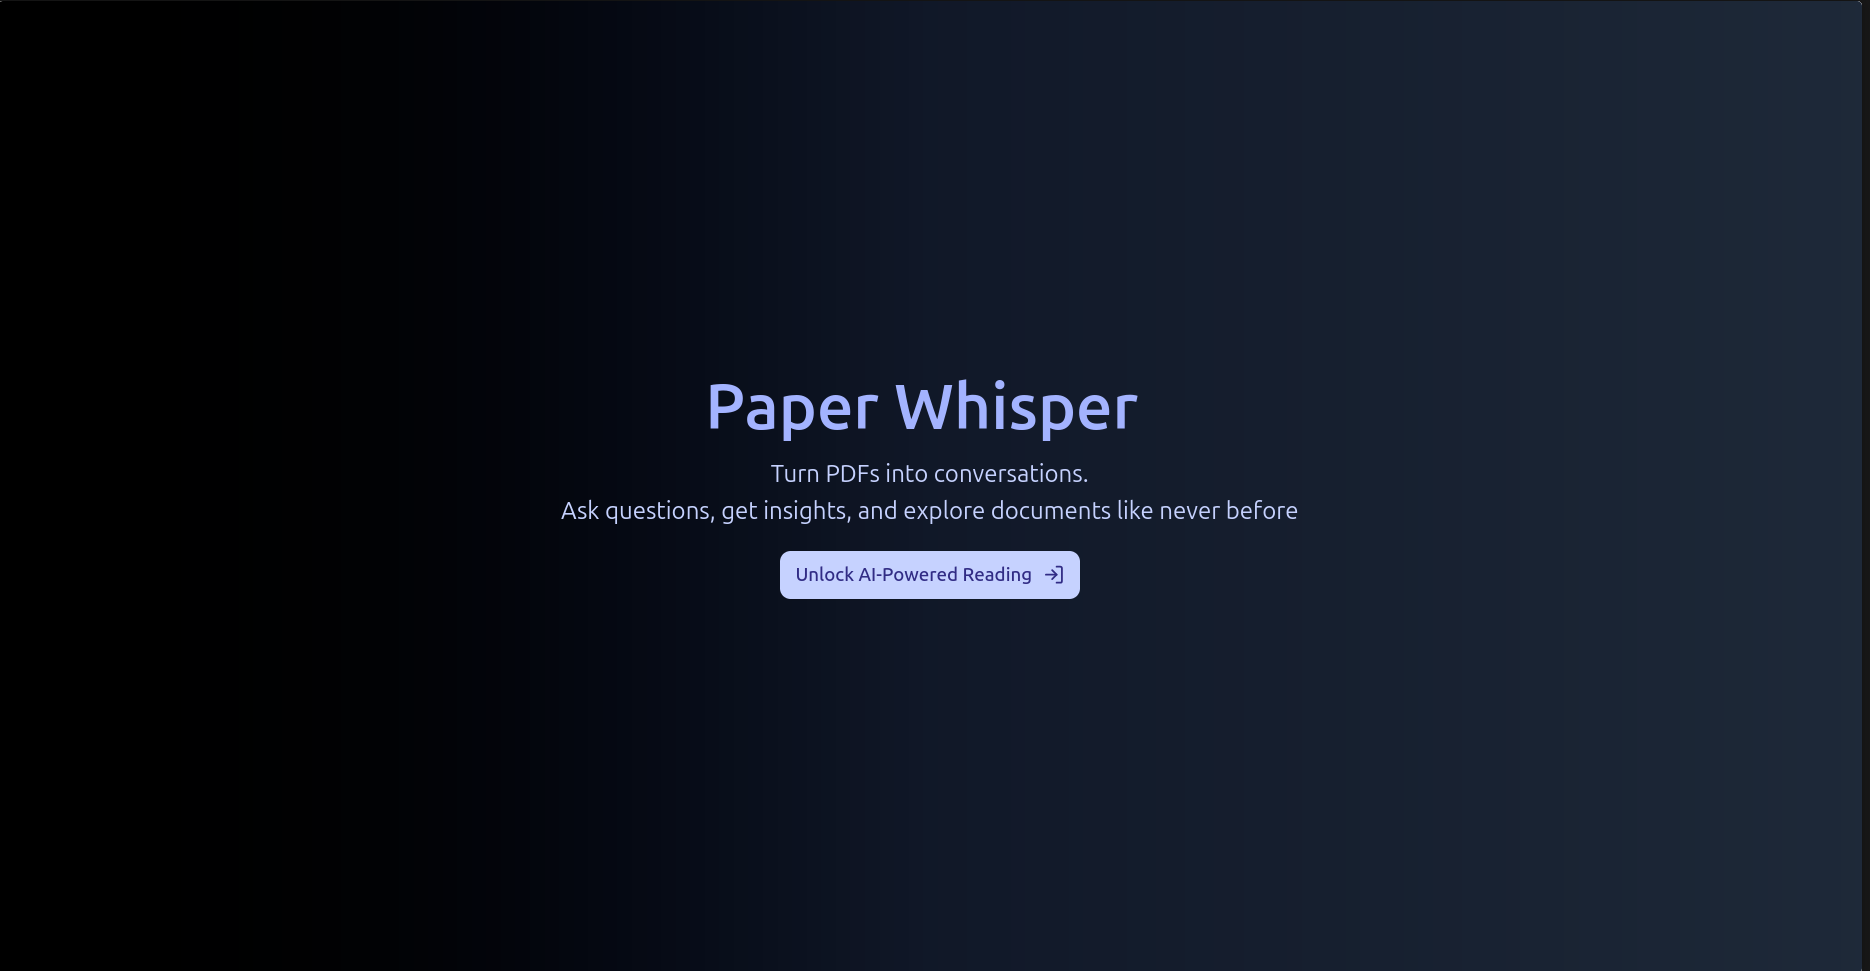 Paper Whisper
Turn PDFs into conversations.
Ask questions, get insights, and explore documents like never before
Unlock AI-Powered Reading